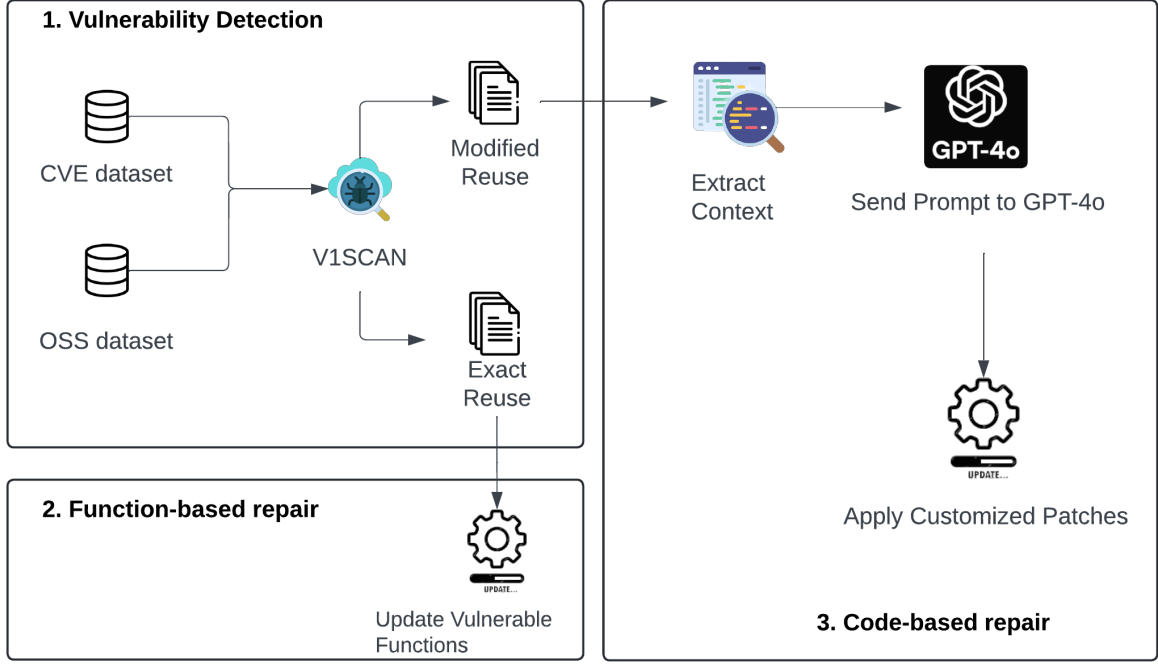 1. Vulnerability Detection
CVE dataset
OSS dataset
V1SCAN
Modified
Reuse
Exact
Reuse
2. Function-based repair
UPDATE...
Update Vulnerable
Functions
Extract
Context
GPT-4o
Send Prompt to GPT-4o
UPDATE...
Apply Customized Patches
3. Code-based repair